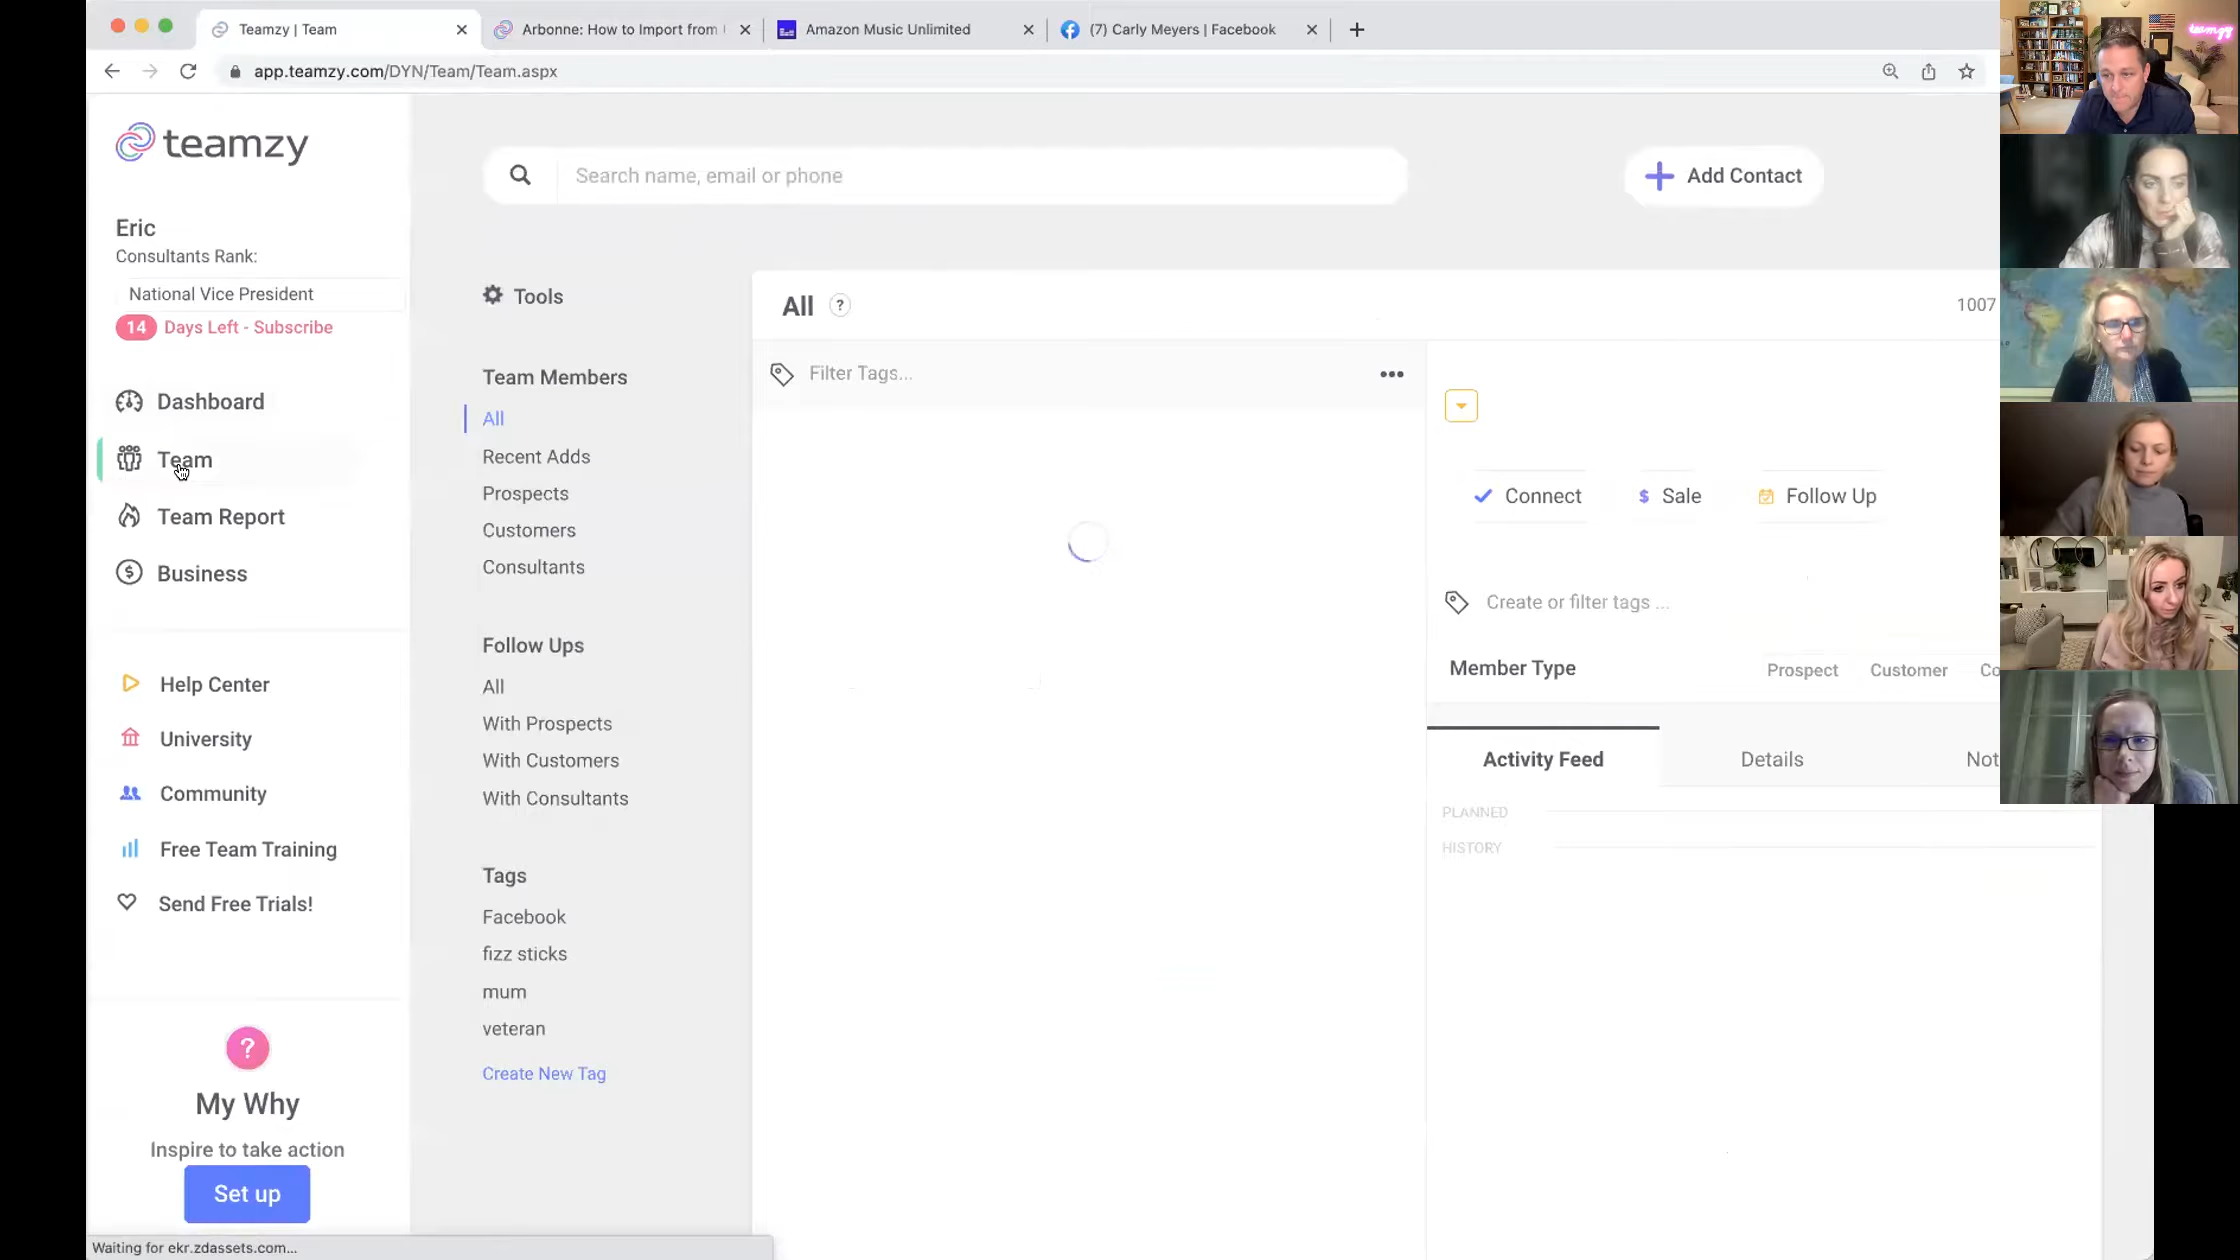 Teamzy | Team
Arbonne: How to Import from
Amazon Music Unlimited
(7) Carly Meyers | Facebook
app.teamzy.com/DYN/Team/Team.aspx
teamzy
Eric
Consultants Rank:
National Vice President
14 Days Left - Subscribe
Dashboard
Team
Team Report
Business
Help Center
University
Community
Free Team Training
Send Free Trials!
?
My Why
Inspire to take action
Set up
Waiting for ekr.zdassets.com...
Search name, email or phone
Add Contact
Tools
Team Members
All
Recent Adds
Prospects
Customers
Consultants
Follow Ups
All
With Prospects
With Customers
With Consultants
Tags
Facebook
fizz sticks
mum
veteran
Create New Tag
All ?
1007
Filter Tags...
Connect
$ Sale
Follow Up
Create or filter tags ...
Member Type
Prospect
Customer
Co
Activity Feed
Details
Not
PLANNED
HISTORY
teamzy